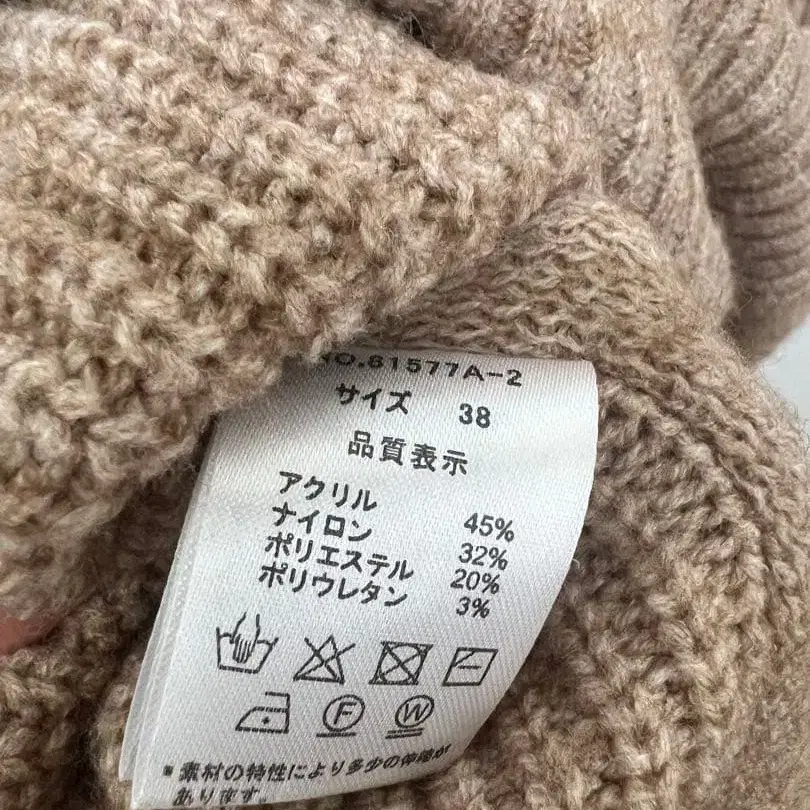 NO.61577A-2
サイズ 38
品質表示
アクリル 45%
ナイロン 32%
ポリエステル 20%
ポリウレタン 3%
F W
*素材の特性により多少の伸縮が
あります。